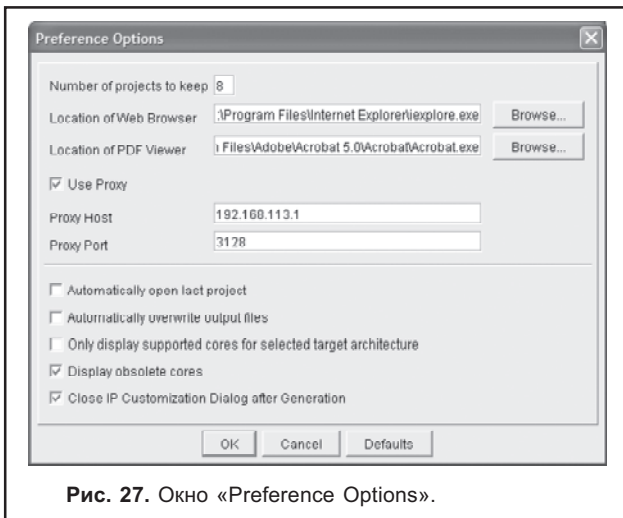 Preference Options
Number of projects to keep 8
Location of Web Browser :\Program Files\Internet Explorer\iexplore.exe Browse...
Location of PDF Viewer ı Files\Adobe\Acrobat 5.0\Acrobat\Acrobat.exe Browse...
Use Proxy
Proxy Host 192.168.113.1
Proxy Port 3128
Automatically open last project
Automatically overwrite output files
Only display supported cores for selected target architecture
Display obsolete cores
Close IP Customization Dialog after Generation
OK Cancel Defaults
Рис. 27. Окно «Preference Options».